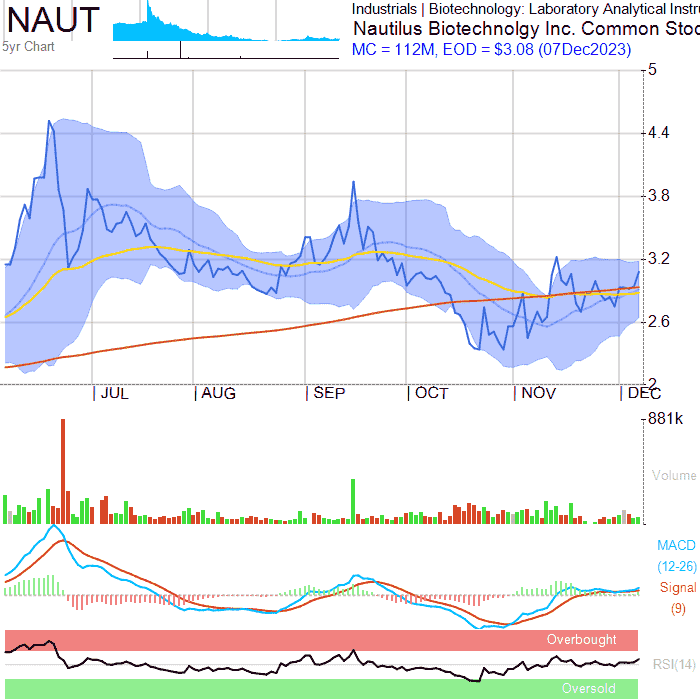 NAUT
5yr Chart
Industrials | Biotechnology: Laboratory Analytical Instr
Nautilus Biotechnolgy Inc. Common Stoc
MC = 112M, EOD = $3.08 (07Dec2023)
5
4.4
3.8
3.2
2.6
2
JUL AUG SEP OCT NOV DEC
881k
Volume
MACD
(12-26)
Signal
(9)
Overbought
RSI(14)
Oversold